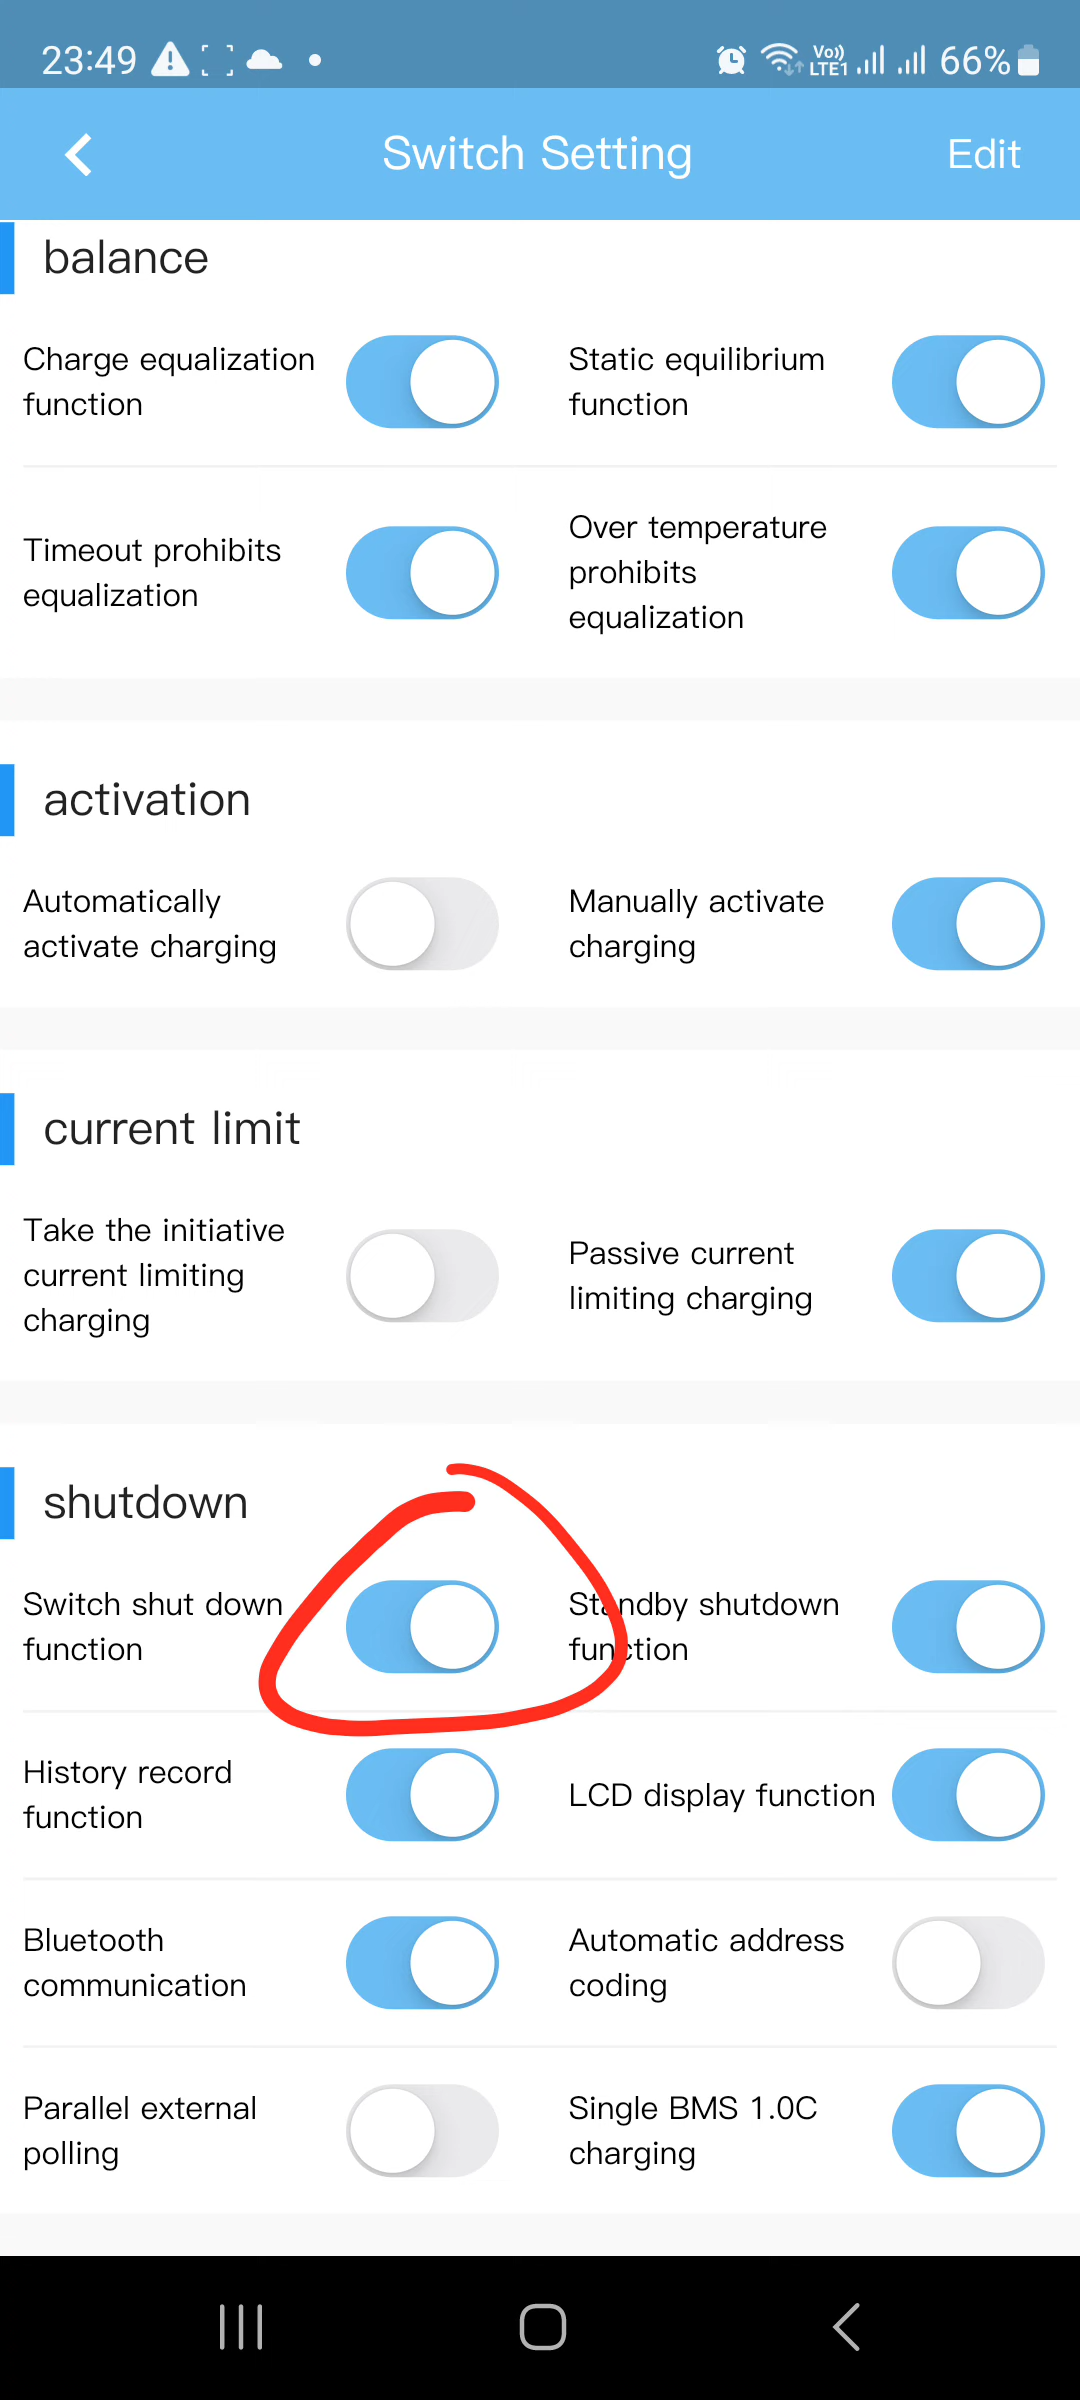 23:49
Vo))
LTE1
66%
Switch Setting
Edit
balance
Charge equalization
function
Static equilibrium
function
Timeout prohibits
equalization
Over temperature
prohibits
equalization
activation
Automatically
activate charging
Manually activate
charging
current limit
Take the initiative
current limiting
charging
Passive current
limiting charging
shutdown
Switch shut down
function
Standby shutdown
function
History record
function
LCD display function
Bluetooth
communication
Automatic address
coding
Parallel external
polling
Single BMS 1.0C
charging